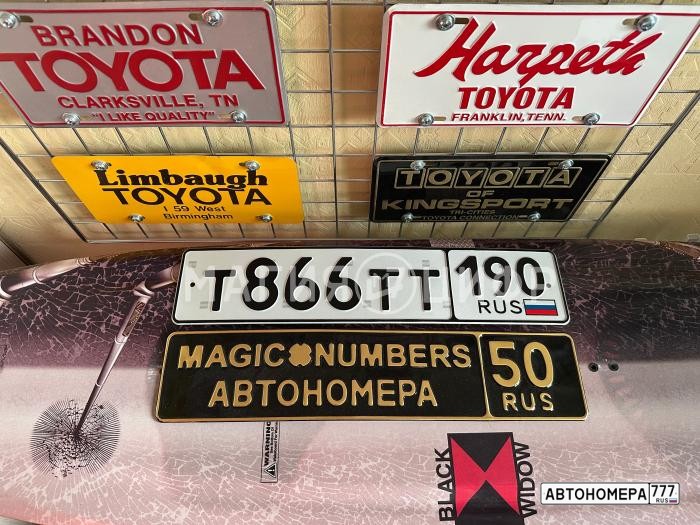 BRANDON
TOYOTA
CLARKSVILLE, TN
"I LIKE QUALITY"
Harpeth
TOYOTA
FRANKLIN, TENN.
Limbaugh
TOYOTA
I 59 West
Birmingham
TOYOTA
OF
KINGSPORT
TRI-CITIES
TOYOTA CONNECTION
Т866ТТ 190
RUS
MAGIC NUMBERS
АВТОНОМЕРА
50
RUS
WARNING
BLACK
WIDOW
АВТОНОМЕРА 777
RUS